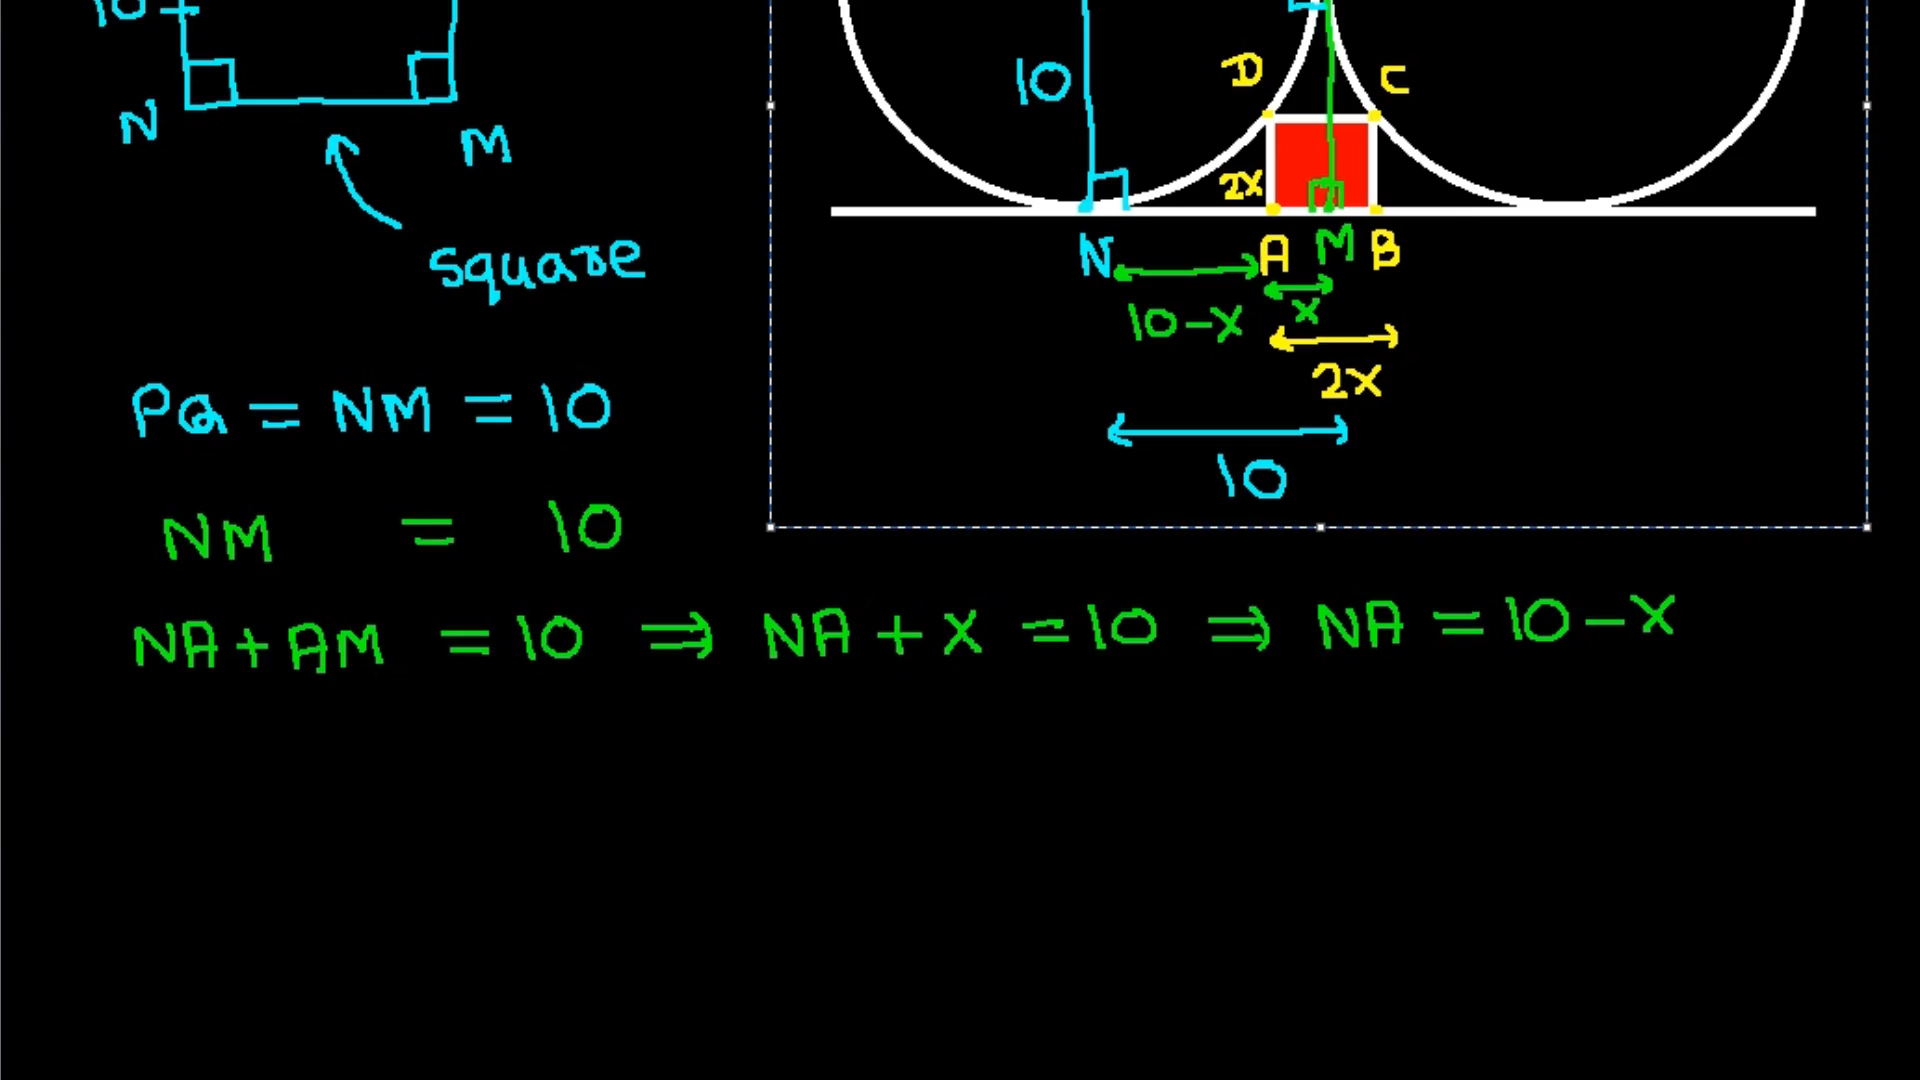 10
N
M
square
10
D
C
2x
N
A
M
B
10-x
x
2x
10
PQ = NM = 10
NM = 10
NA + AM = 10 ⇒ NA + x = 10 ⇒ NA = 10 - x